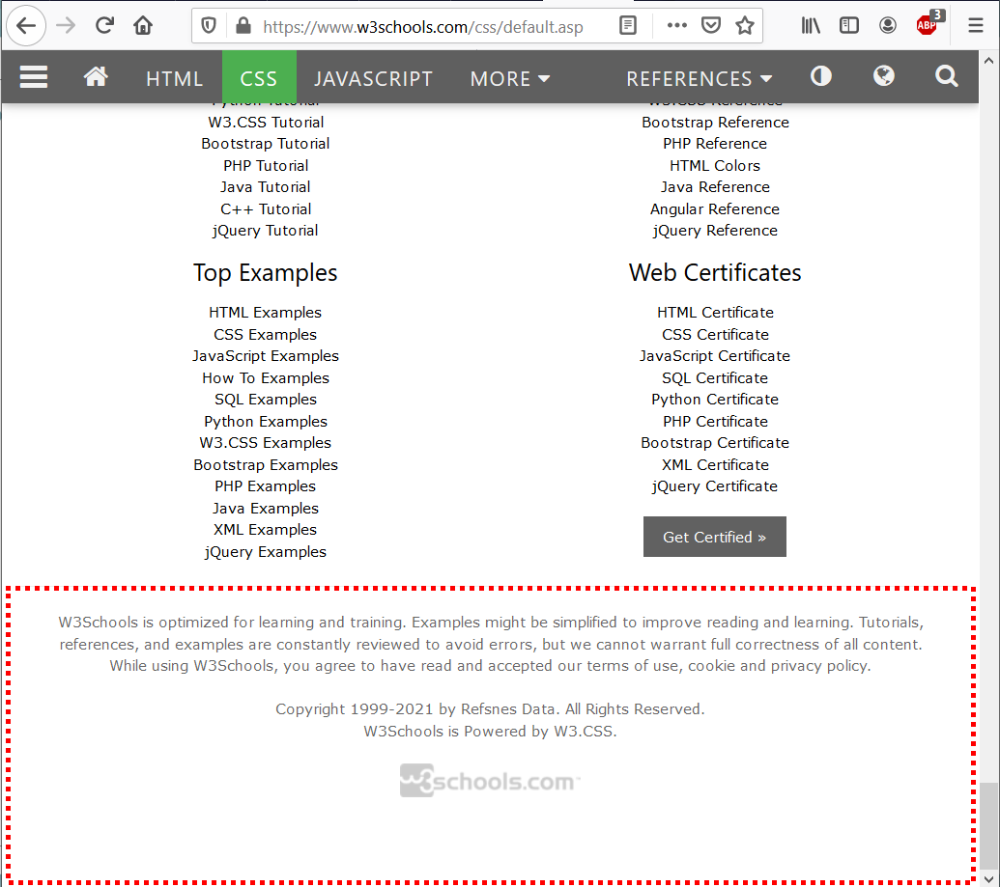 https://www.w3schools.com/css/default.asp
ABP
3
HTML
CSS
JAVASCRIPT
MORE
REFERENCES
Python Tutorial
W3.CSS Tutorial
Bootstrap Tutorial
PHP Tutorial
Java Tutorial
C++ Tutorial
jQuery Tutorial
W3.CSS Reference
Bootstrap Reference
PHP Reference
HTML Colors
Java Reference
Angular Reference
jQuery Reference
Top Examples
HTML Examples
CSS Examples
JavaScript Examples
How To Examples
SQL Examples
Python Examples
W3.CSS Examples
Bootstrap Examples
PHP Examples
Java Examples
XML Examples
jQuery Examples
Web Certificates
HTML Certificate
CSS Certificate
JavaScript Certificate
SQL Certificate
Python Certificate
PHP Certificate
Bootstrap Certificate
XML Certificate
jQuery Certificate
Get Certified »
W3Schools is optimized for learning and training. Examples might be simplified to improve reading and learning. Tutorials,
references, and examples are constantly reviewed to avoid errors, but we cannot warrant full correctness of all content.
While using W3Schools, you agree to have read and accepted our terms of use, cookie and privacy policy.
Copyright 1999-2021 by Refsnes Data. All Rights Reserved.
W3Schools is Powered by W3.CSS.
w3schools.com